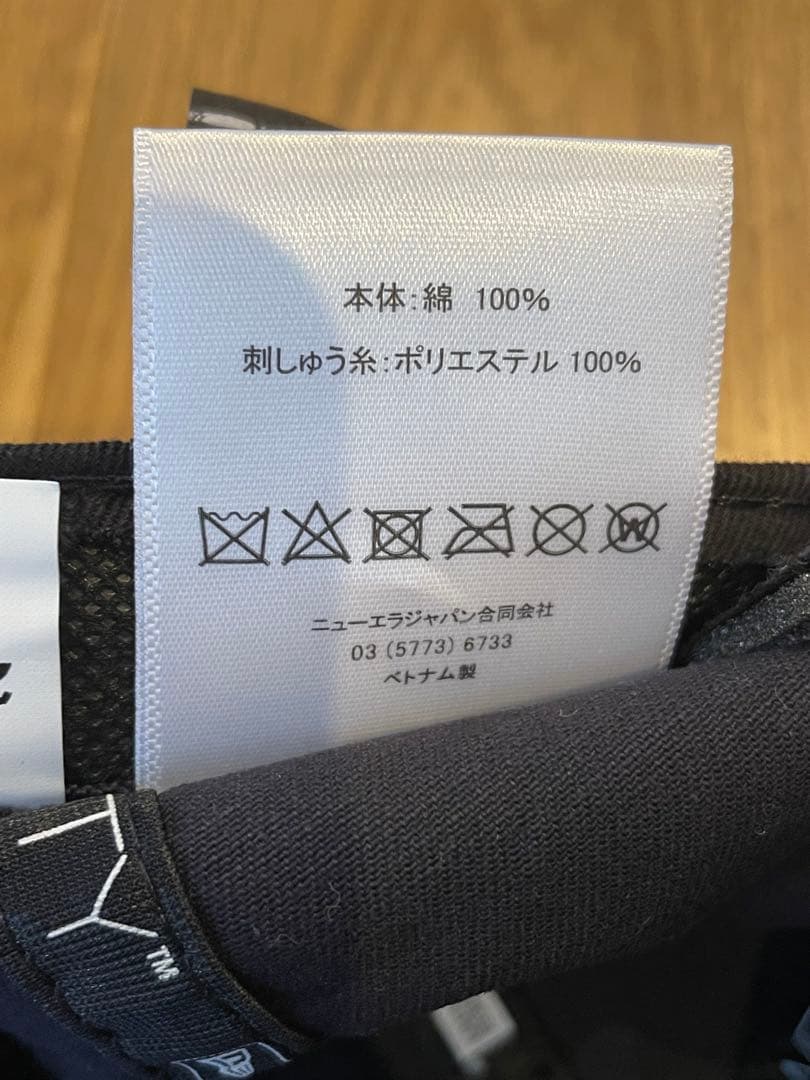 本体:綿 100%
刺しゅう糸:ポリエステル 100%
W
ニューエラジャパン合同会社
03 (5773) 6733
ベトナム製
TY™